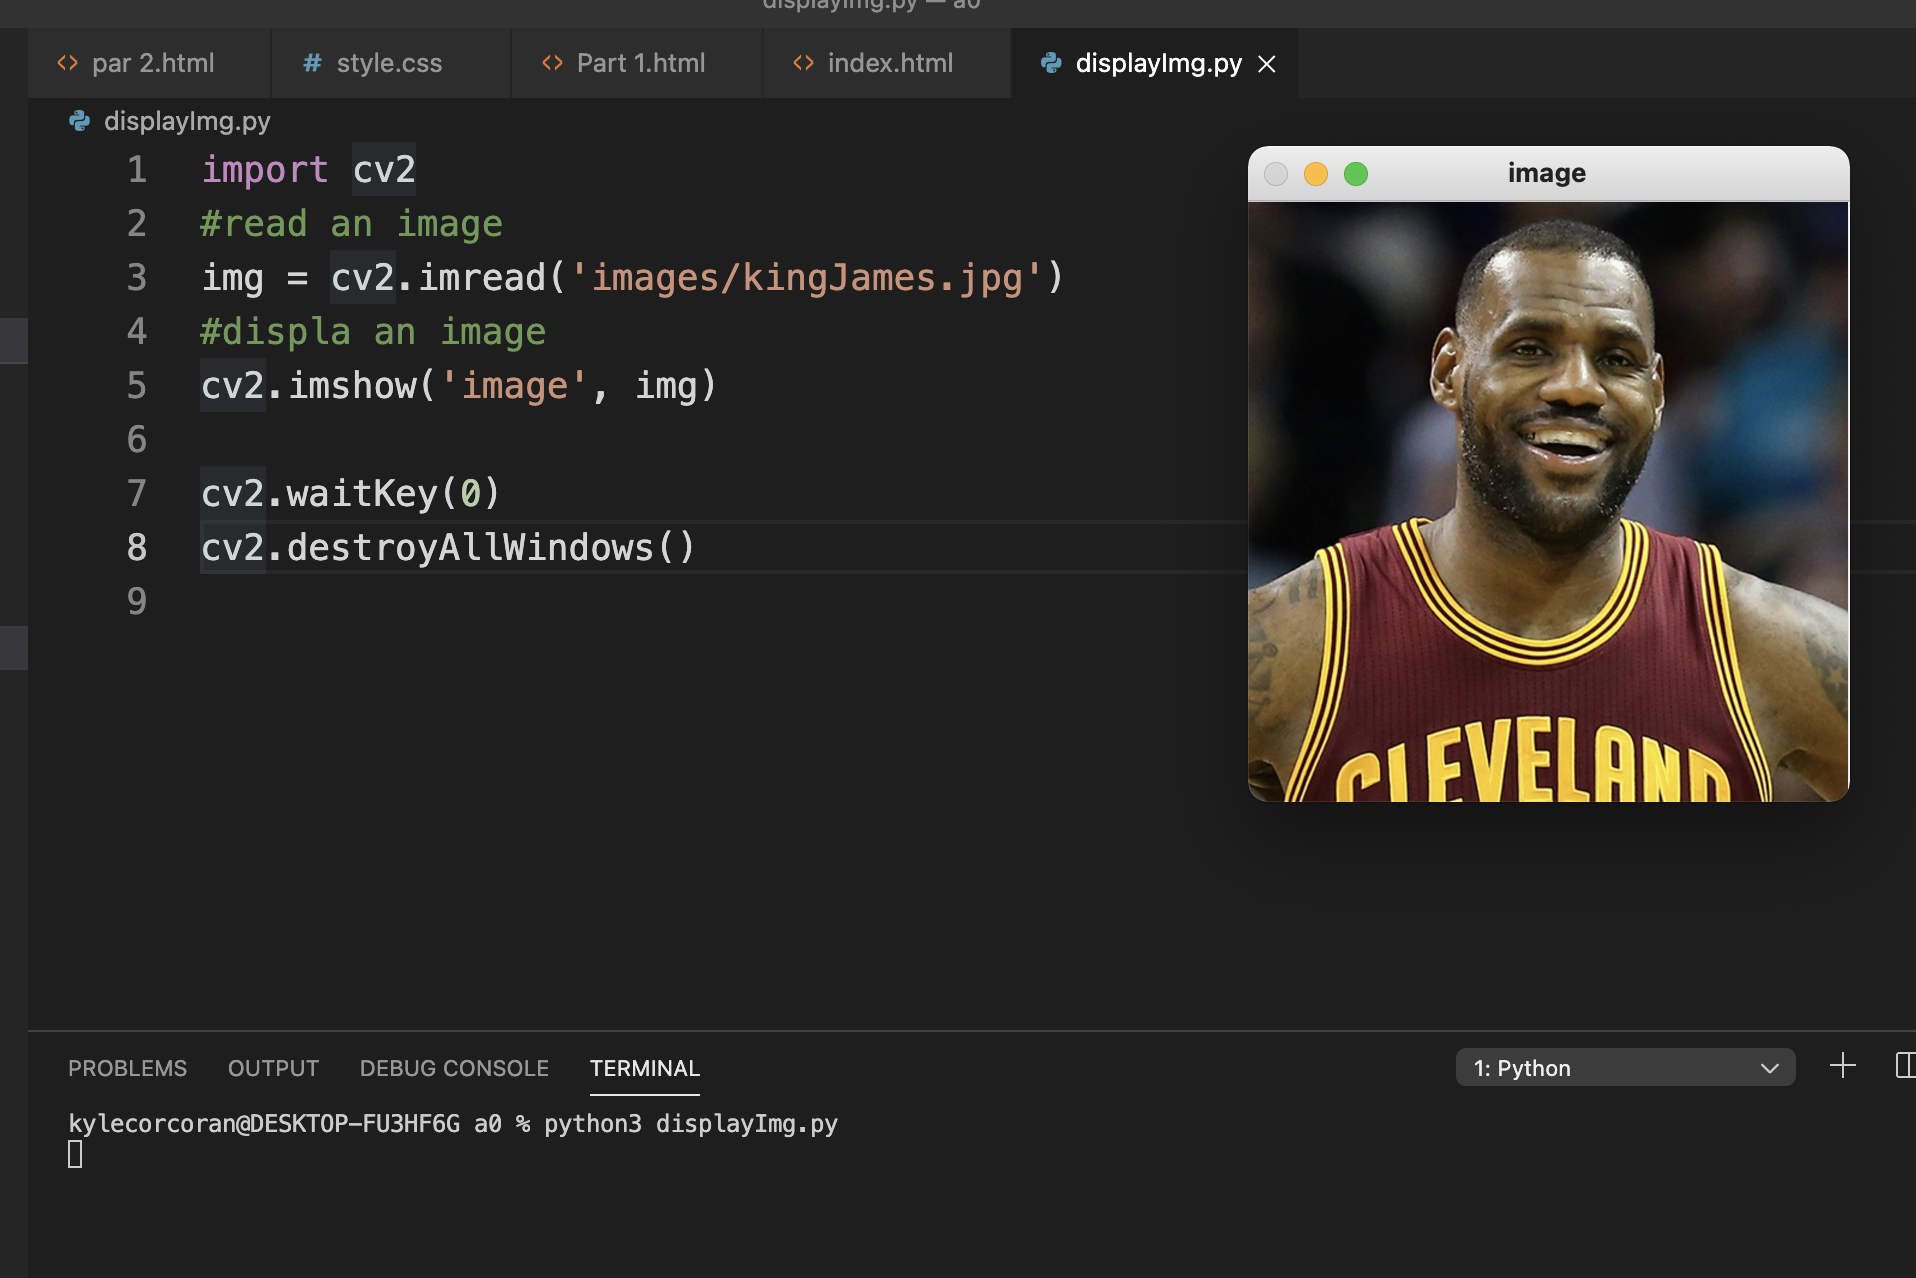 displayImg.py — a0
par 2.html
style.css
Part 1.html
index.html
displayImg.py
displayImg.py
1 import cv2
2 #read an image
3 img = cv2.imread('images/kingJames.jpg')
4 #displa an image
5 cv2.imshow('image', img)
6
7 cv2.waitKey(0)
8 cv2.destroyAllWindows()
9
image
CLEVELAND
PROBLEMS OUTPUT DEBUG CONSOLE TERMINAL 1: Python
kylecorcoran@DESKTOP-FU3HF6G a0 % python3 displayImg.py